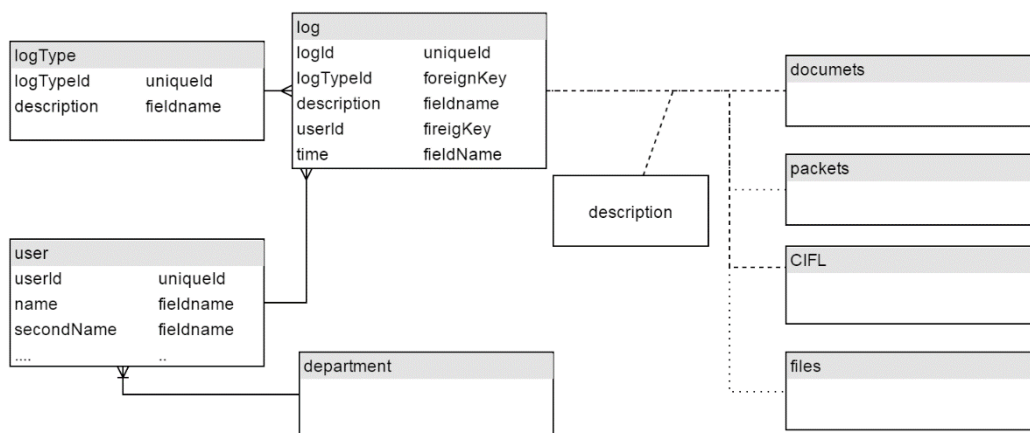 log
logId uniqueId
logTypeId foreignKey
description fieldname
userId fireigKey
time fieldName
logType
logTypeId uniqueId
description fieldname
documets
packets
description
CIFL
user
userId uniqueId
name fieldname
secondName fieldname
.... ..
department
files